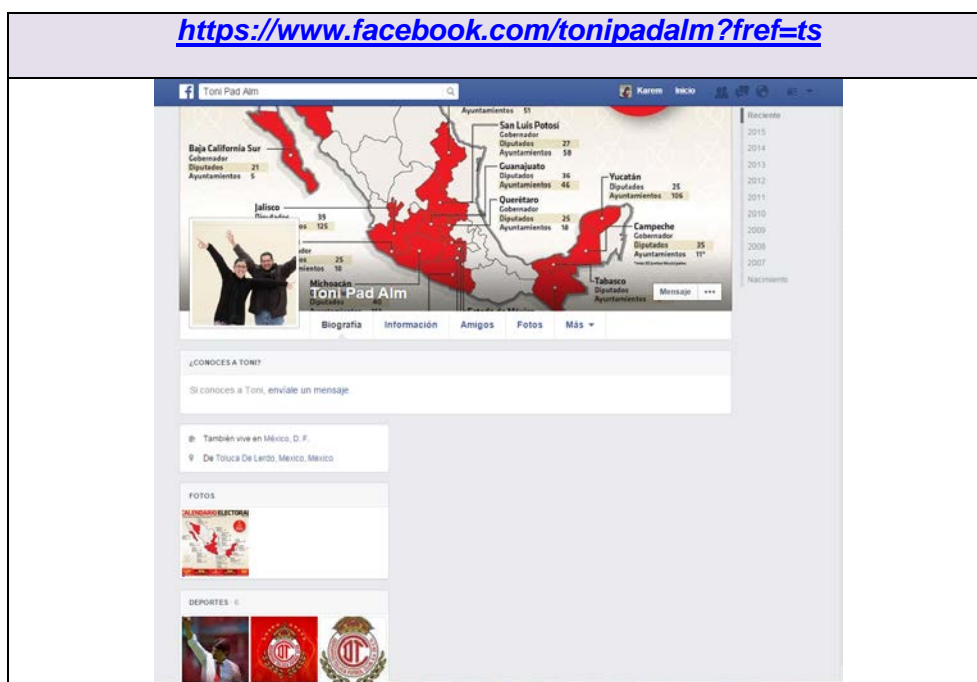 https://www.facebook.com/tonipadalm?fref=ts
Toni Pad Alm
Karem Inicio
Ayuntamientos 51
San Luis Potosí
Gobernador
Diputados 27
Ayuntamientos 58
Baja California Sur
Gobernador
Diputados 21
Ayuntamientos 5
Guanajuato
Diputados 36
Ayuntamientos 46
Yucatán
Diputados 25
Ayuntamientos 106
Querétaro
Gobernador
Diputados 25
Ayuntamientos 18
Jalisco
Diputados 39
125
Campeche
Gobernador
Diputados 35
Ayuntamientos 11*
25
10
Michoacán
Tabasco
Diputados
Ayuntamientos
Toni Pad Alm
Mensaje
Diputados 40
Biografía Información Amigos Fotos Más
Reciente
2015
2014
2013
2012
2011
2010
2009
2008
2007
Nacimiento
¿CONOCES A TONI?
Si conoces a Toni, envíale un mensaje.
También vive en México, D. F.
De Toluca De Lerdo, Mexico, Mexico
FOTOS
CALENDARIO ELECTORAL
DEPORTES · 6